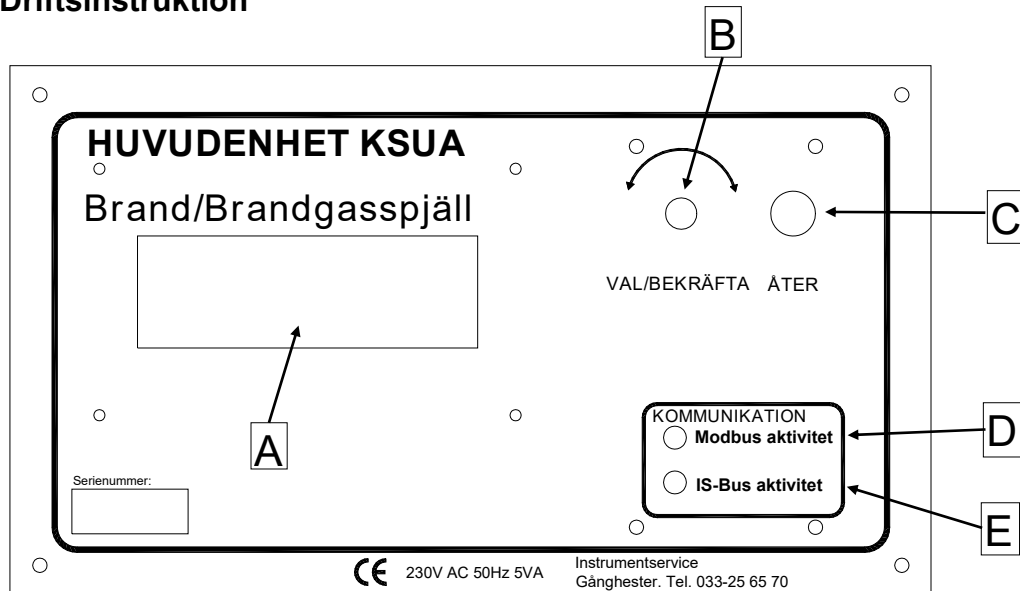 Driftsinstruktion
B
HUVUDENHET KSUA
Brand/Brandgasspjäll
C
VAL/BEKRÄFTA ÅTER
A
KOMMUNIKATION
Modbus aktivitet
D
IS-Bus aktivitet
E
Serienummer:
CE 230V AC 50Hz 5VA
Instrumentservice
Gånghester. Tel. 033-25 65 70